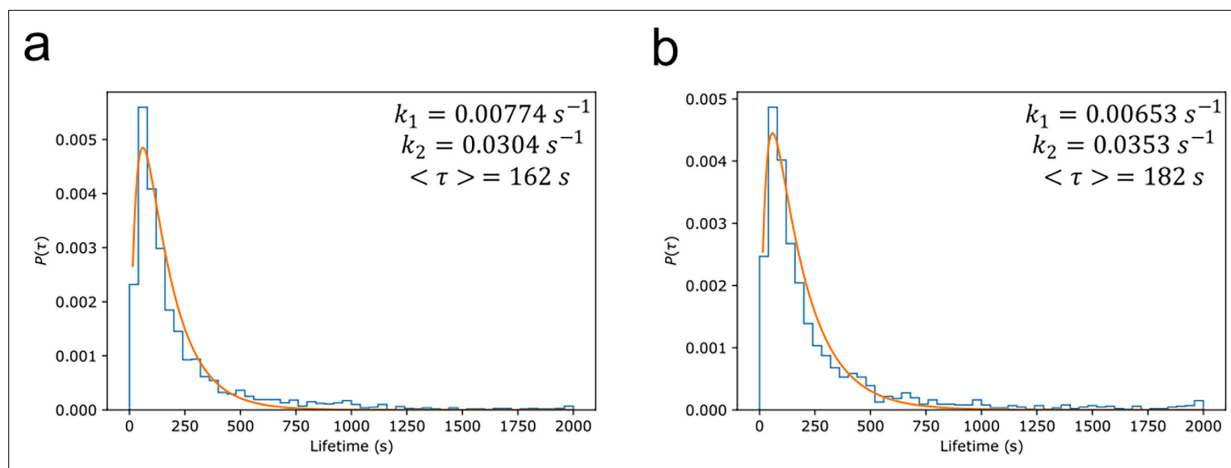 a
k₁ = 0.00774 s⁻¹
k₂ = 0.0304 s⁻¹
< τ > = 162 s
P(τ)
0.005
0.004
0.003
0.002
0.001
0.000
0 250 500 750 1000 1250 1500 1750 2000
Lifetime (s)
b
k₁ = 0.00653 s⁻¹
k₂ = 0.0353 s⁻¹
< τ > = 182 s
P(τ)
0.005
0.004
0.003
0.002
0.001
0.000
0 250 500 750 1000 1250 1500 1750 2000
Lifetime (s)